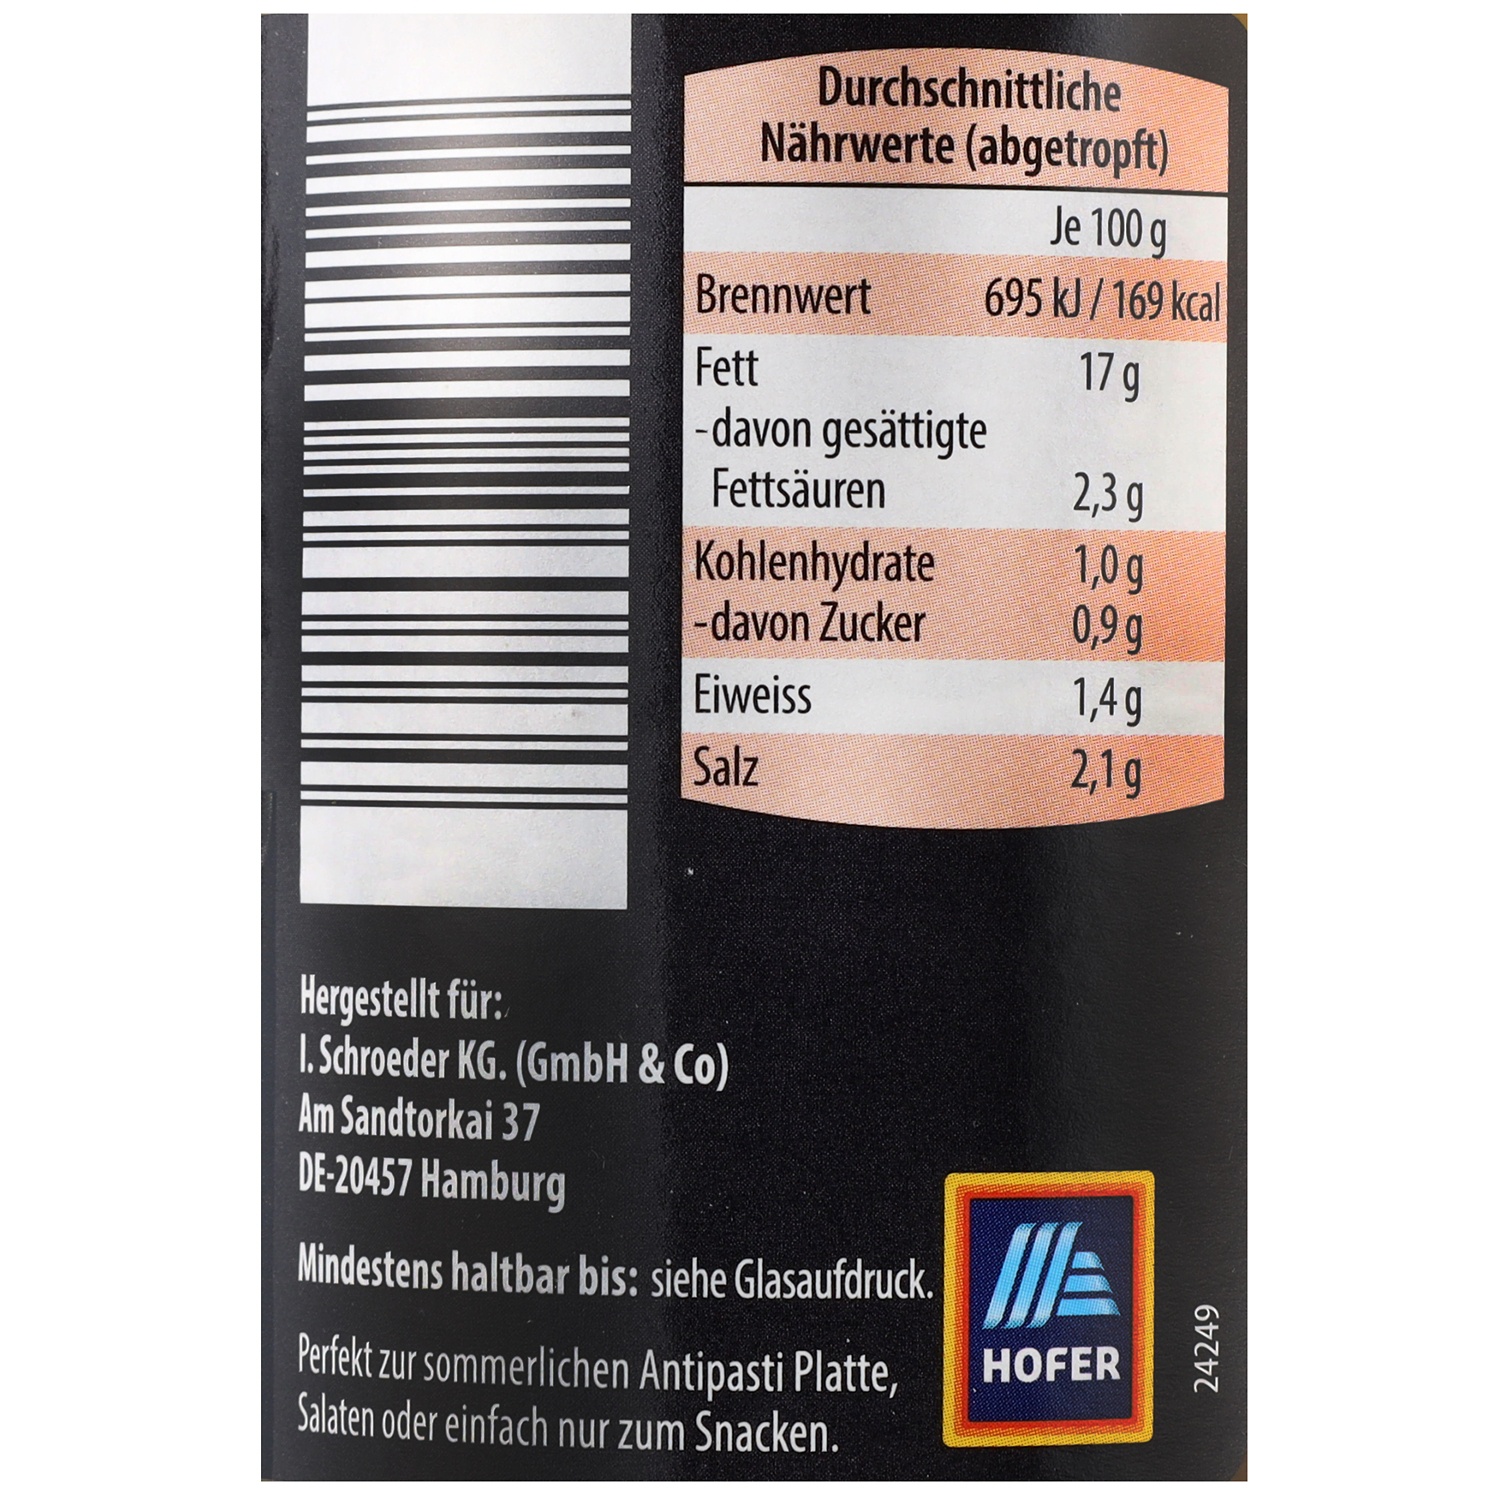 Durchschnittliche
Nährwerte (abgetropft)
Je 100 g
Brennwert 695 kJ / 169 kcal
Fett 17 g
-davon gesättigte
Fettsäuren 2,3 g
Kohlenhydrate 1,0 g
-davon Zucker 0,9 g
Eiweiss 1,4 g
Salz 2,1 g
Hergestellt für:
I. Schroeder KG. (GmbH & Co)
Am Sandtorkai 37
DE-20457 Hamburg
Mindestens haltbar bis: siehe Glasaufdruck.
Perfekt zur sommerlichen Antipasti Platte,
Salaten oder einfach nur zum Snacken.
HOFER
24249